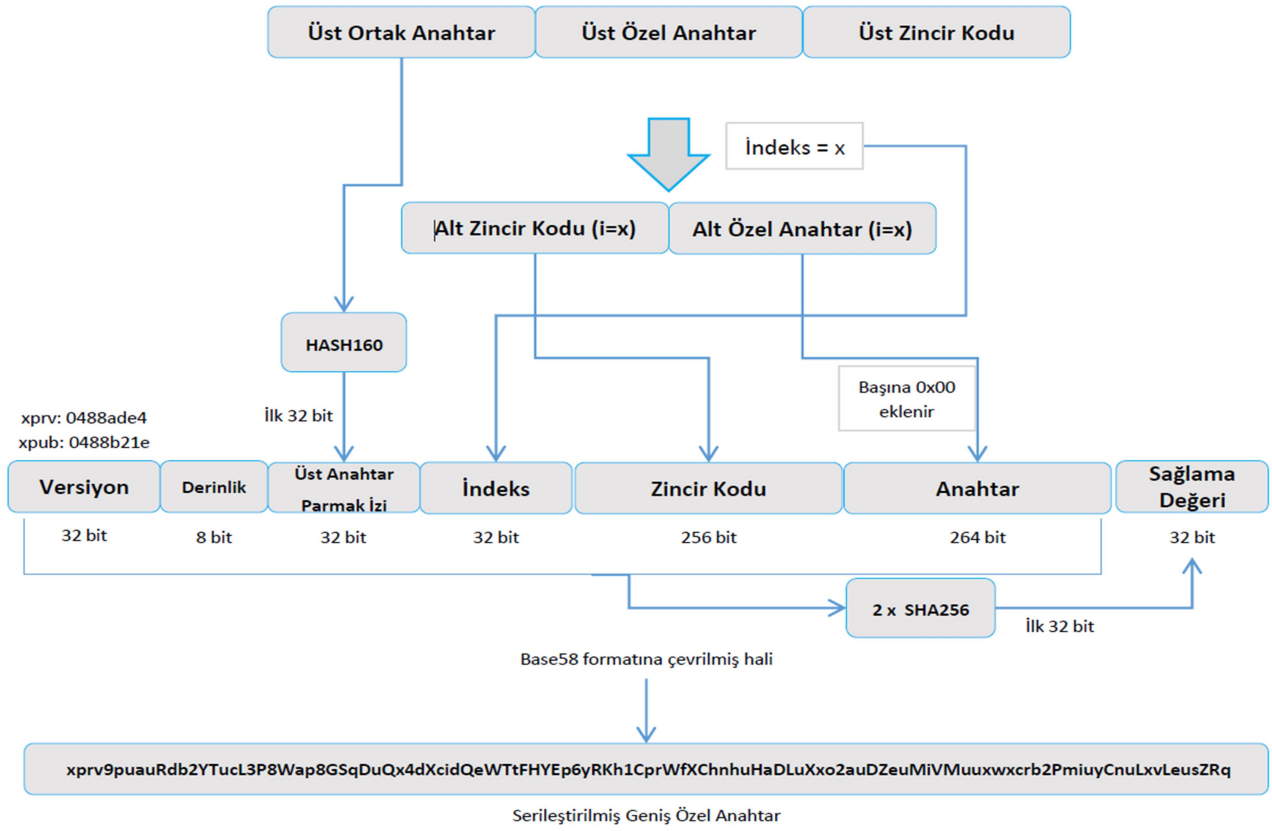 Üst Ortak Anahtar
Üst Özel Anahtar
Üst Zincir Kodu
İndeks = x
Alt Zincir Kodu (i=x)
Alt Özel Anahtar (i=x)
HASH160
Başına 0x00
eklenir
İlk 32 bit
xprv: 0488ade4
xpub: 0488b21e
Versiyon
Derinlik
Üst Anahtar
Parmak İzi
İndeks
Zincir Kodu
Anahtar
Sağlama
Değeri
32 bit
8 bit
32 bit
32 bit
256 bit
264 bit
32 bit
2 x SHA256
İlk 32 bit
Base58 formatına çevrilmiş hali
xprv9puauRdb2YTucL3P8Wap8GSqDuQx4dXcidQeWTtFHYEp6yRKh1CprWfXChnhuHaDLuXxo2auDZeuMiVMuuxwxcrb2PmiuyCnuLxvLeusZRq
Serileştirilmiş Geniş Özel Anahtar